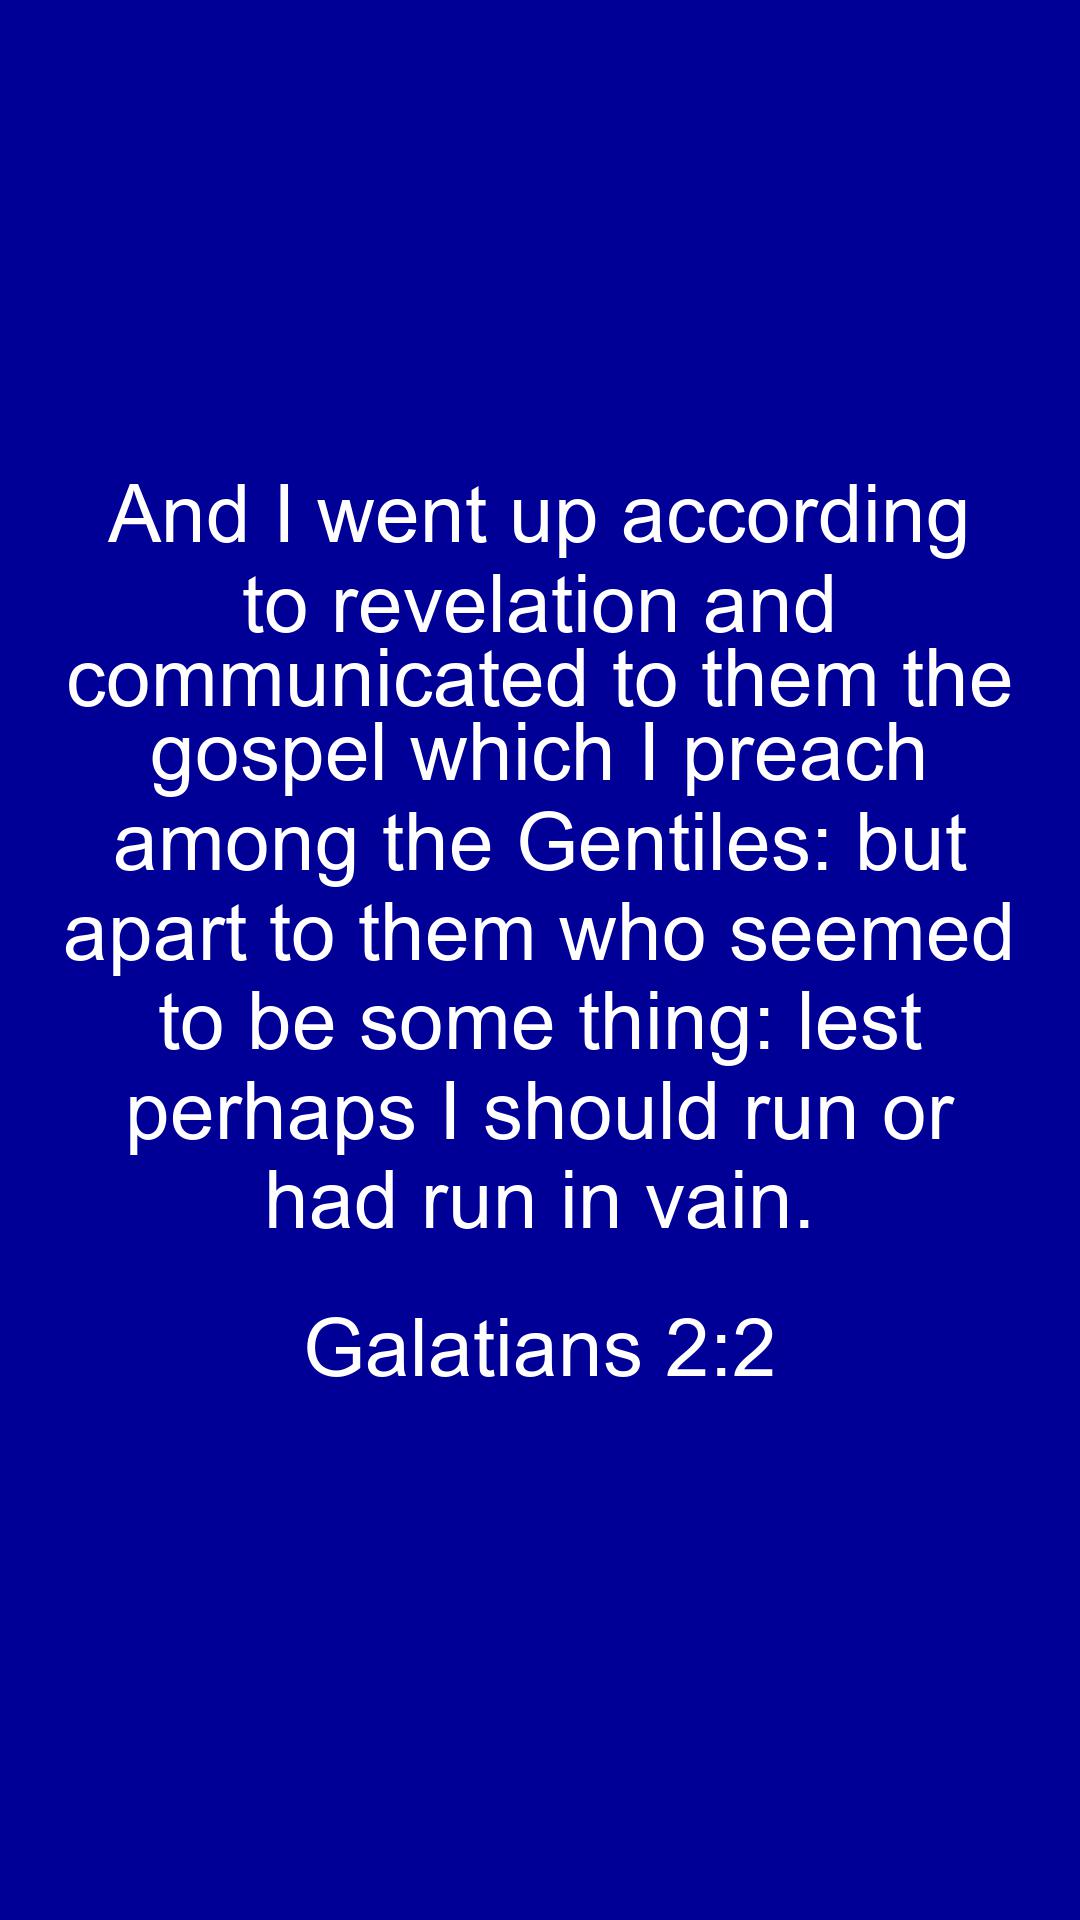 And I went up according
to revelation and
communicated to them the
gospel which I preach
among the Gentiles: but
apart to them who seemed
to be some thing: lest
perhaps I should run or
had run in vain.
Galatians 2:2